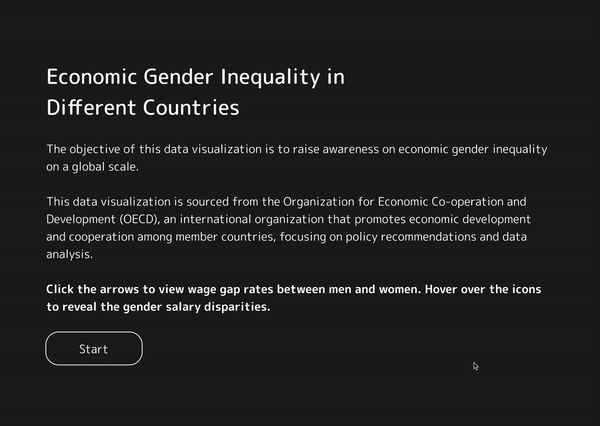 Economic Gender Inequality in
Different Countries
The objective of this data visualization is to raise awareness on economic gender inequality
on a global scale.
This data visualization is sourced from the Organization for Economic Co-operation and
Development (OECD), an international organization that promotes economic development
and cooperation among member countries, focusing on policy recommendations and data
analysis.
Click the arrows to view wage gap rates between men and women. Hover over the icons
to reveal the gender salary disparities.
Start